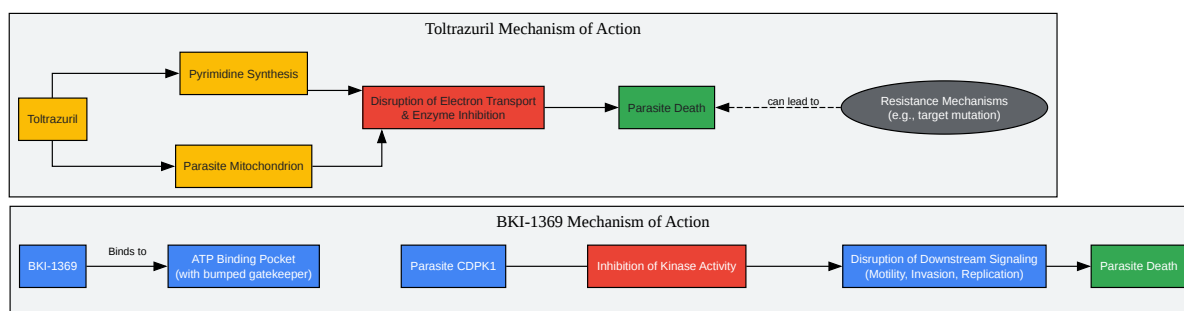 Toltrazuril Mechanism of Action
Pyrimidine Synthesis
Toltrazuril
Disruption of Electron Transport
& Enzyme Inhibition
Parasite Death
can lead to
Resistance Mechanisms
(e.g., target mutation)
Parasite Mitochondrion
BKI-1369 Mechanism of Action
BKI-1369
Binds to
ATP Binding Pocket
(with bumped gatekeeper)
Parasite CDPK1
Inhibition of Kinase Activity
Disruption of Downstream Signaling
(Motility, Invasion, Replication)
Parasite Death